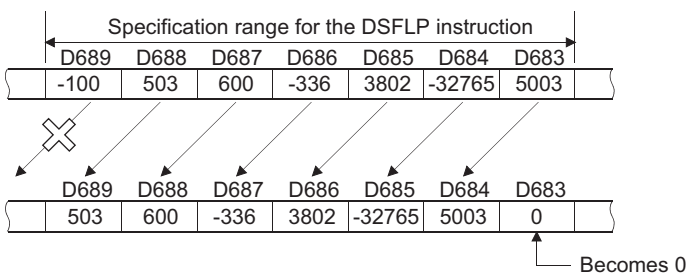 Specification range for the DSFLP instruction
D689 D688 D687 D686 D685 D684 D683
-100 503 600 -336 3802 -32765 5003
D689 D688 D687 D686 D685 D684 D683
503 600 -336 3802 -32765 5003 0
Becomes 0